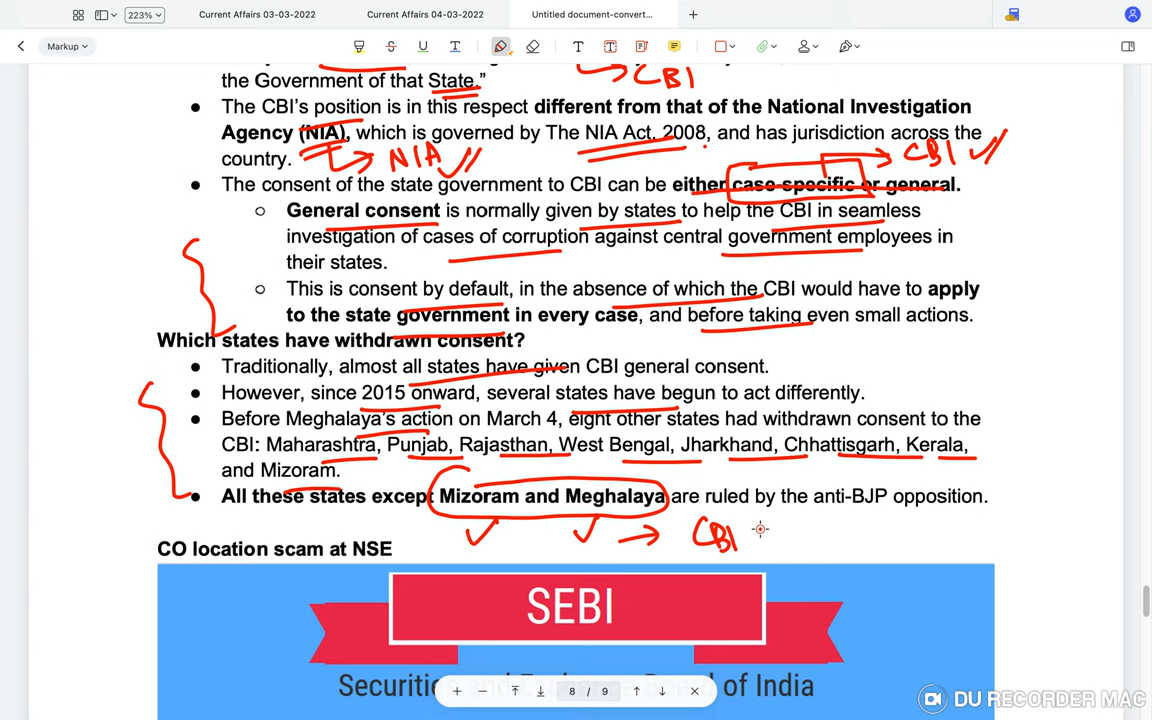 223%
Current Affairs 03-03-2022
Current Affairs 04-03-2022
Untitled document-convert...
Markup
the Government of that State.”
CBI
● The CBI’s position is in this respect different from that of the National Investigation
Agency (NIA), which is governed by The NIA Act, 2008, and has jurisdiction across the
country.
NIA
CBI
● The consent of the state government to CBI can be either case-specific or general.
○ General consent is normally given by states to help the CBI in seamless
investigation of cases of corruption against central government employees in
their states.
○ This is consent by default, in the absence of which the CBI would have to apply
to the state government in every case, and before taking even small actions.
Which states have withdrawn consent?
● Traditionally, almost all states have given CBI general consent.
● However, since 2015 onward, several states have begun to act differently.
● Before Meghalaya’s action on March 4, eight other states had withdrawn consent to the
CBI: Maharashtra, Punjab, Rajasthan, West Bengal, Jharkhand, Chhattisgarh, Kerala,
and Mizoram.
● All these states except Mizoram and Meghalaya are ruled by the anti-BJP opposition.
CBI
CO location scam at NSE
SEBI
Securities and Exchange Board of India
8 / 9
DU RECORDER MAC